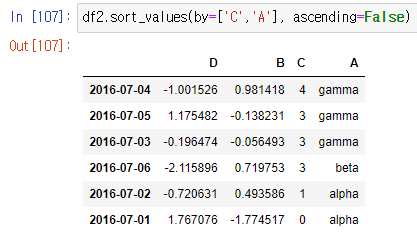 In [107]: df2.sort_values(by=['C','A'], ascending=False)
Out[107]:
D B C A
2016-07-04 -1.001526 0.981418 4 gamma
2016-07-05 1.175482 -0.138231 3 gamma
2016-07-03 -0.196474 -0.056493 3 gamma
2016-07-06 -2.115896 0.719753 3 beta
2016-07-02 -0.720631 0.493586 1 alpha
2016-07-01 1.767076 -1.774517 0 alpha